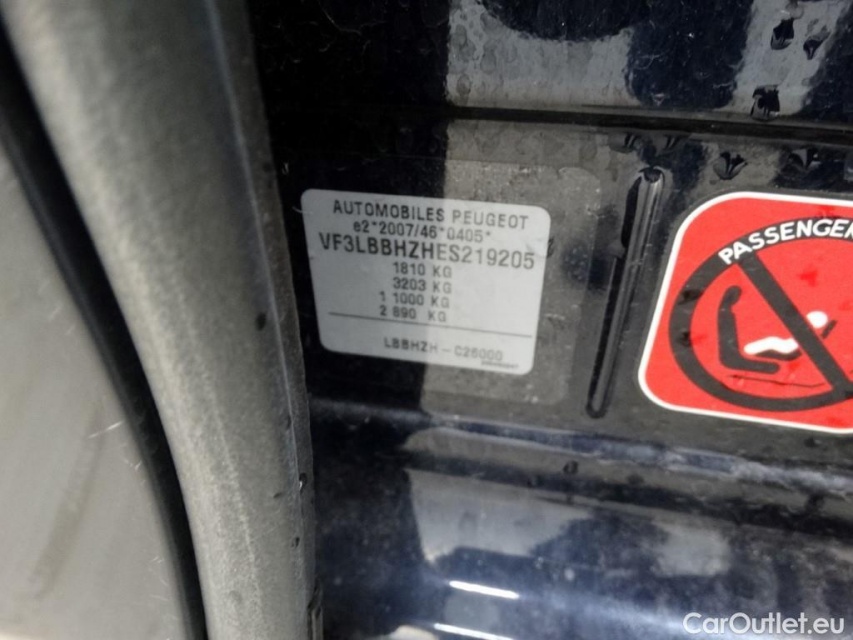 AUTOMOBILES PEUGEOT
e2*2007/46*0405*
VF3LBBHZHES219205
1810 KG
3203 KG
1 1000 KG
2 890 KG
LBBHZH - C26000
PASSENGER
CarOutlet.eu